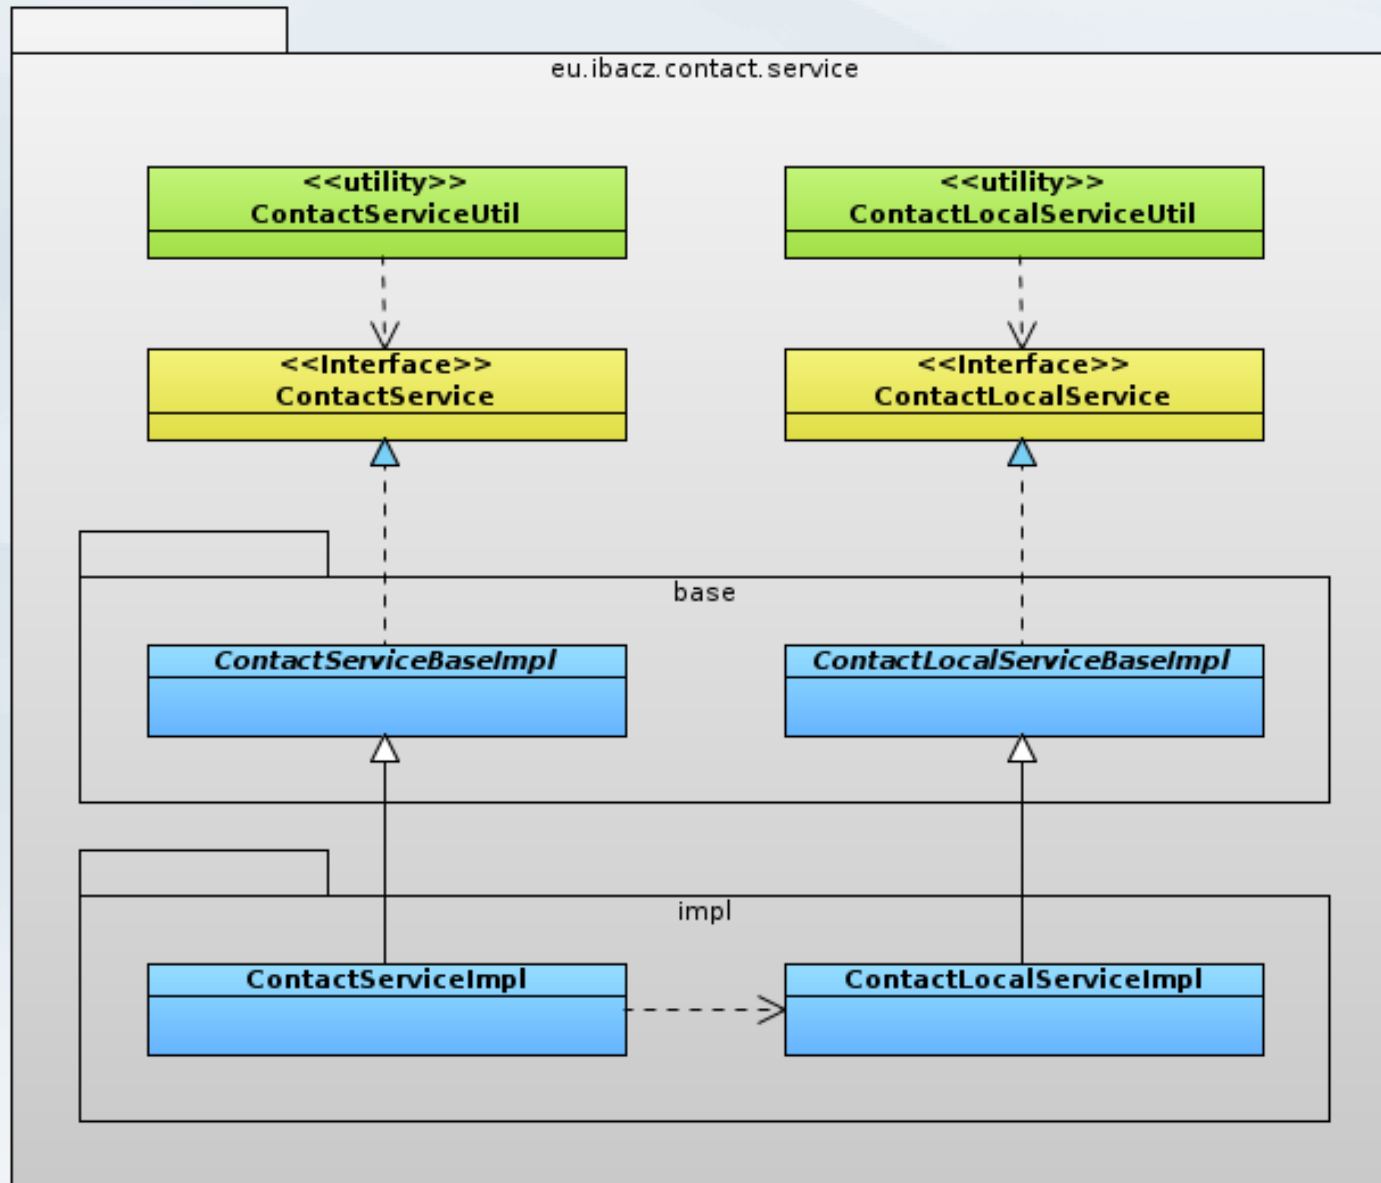 eu.ibacz.contact.service
<<utility>>
ContactServiceUtil
<<utility>>
ContactLocalServiceUtil
<<Interface>>
ContactService
<<Interface>>
ContactLocalService
base
ContactServiceBaseImpl
ContactLocalServiceBaseImpl
impl
ContactServiceImpl
ContactLocalServiceImpl